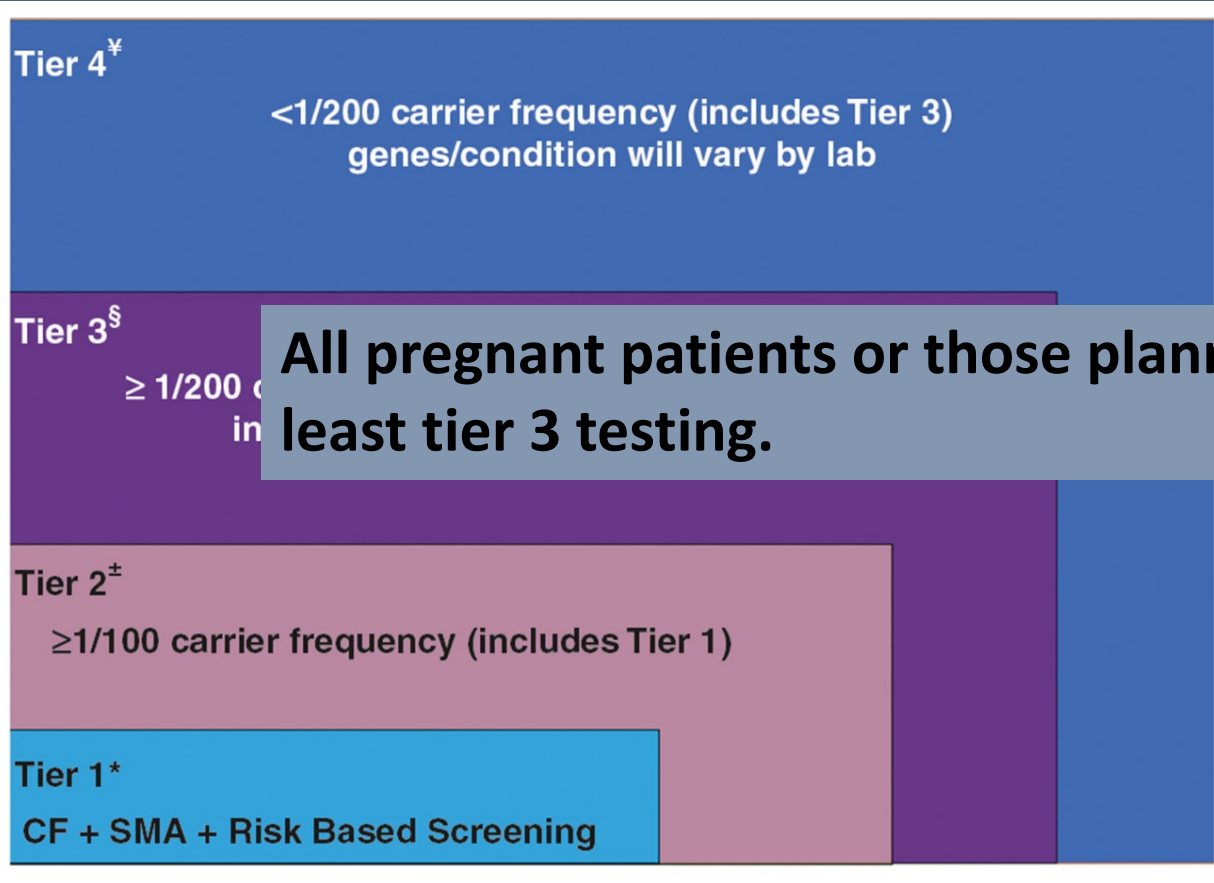 Tier 4¥
<1/200 carrier frequency (includes Tier 3)
genes/condition will vary by lab
Tier 3§
≥ 1/200
All pregnant patients or those
least tier 3 testing.
Tier 2±
≥1/100 carrier frequency (includes Tier 1)
Tier 1*
CF + SMA + Risk Based Screening